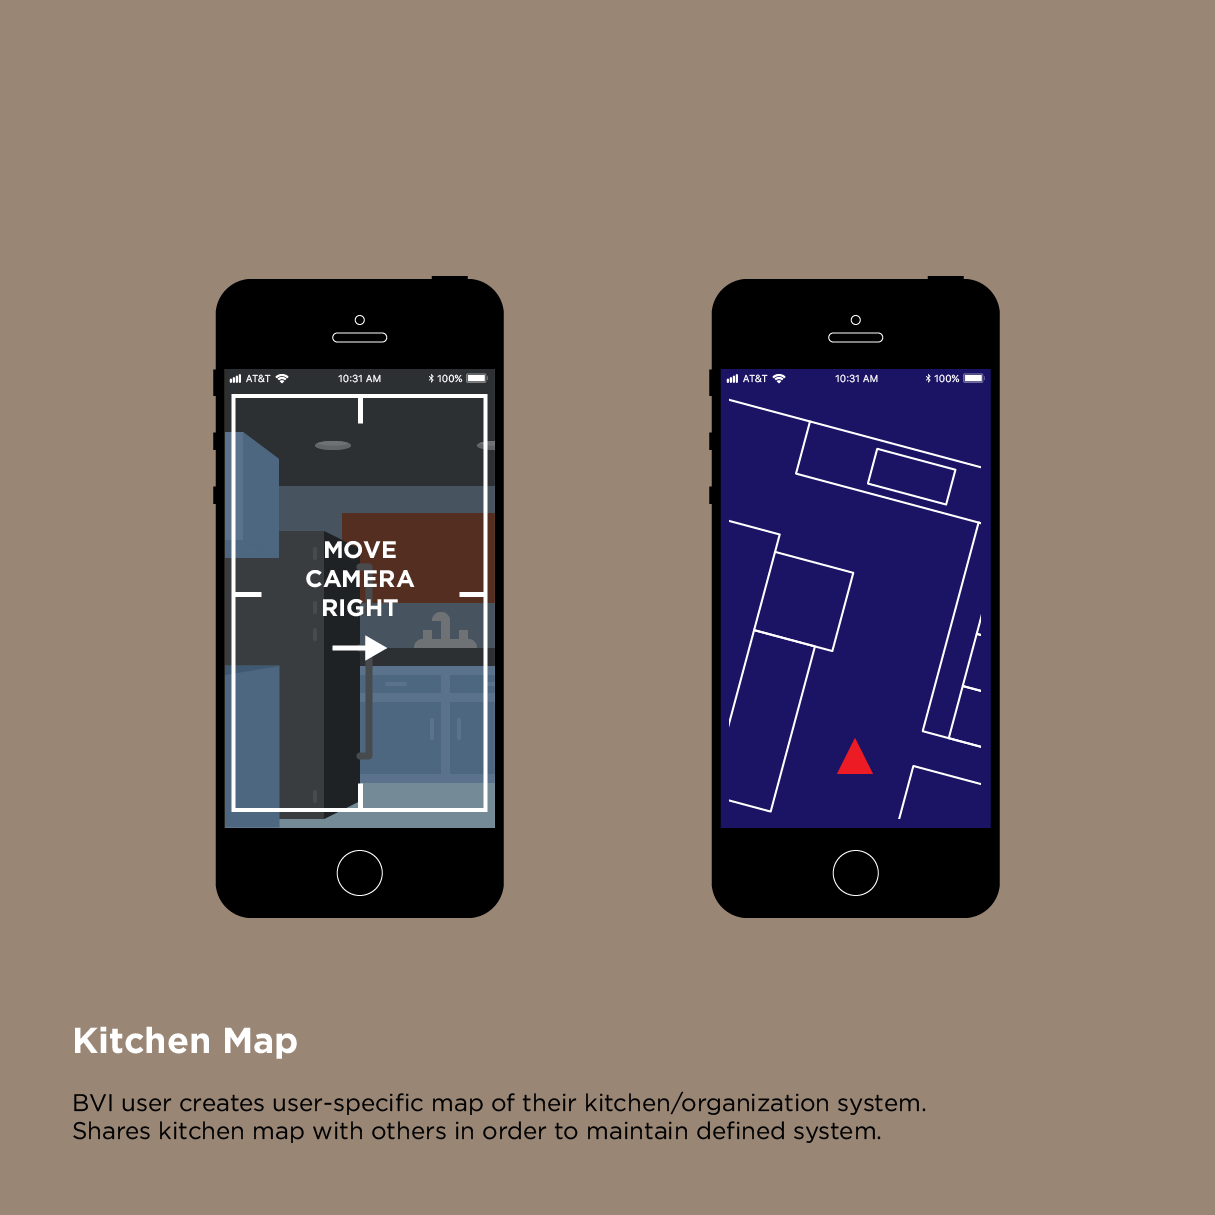 AT&T 10:31 AM 100%
MOVE
CAMERA
RIGHT
AT&T 10:31 AM 100%
Kitchen Map
BVI user creates user-specific map of their kitchen/organization system.
Shares kitchen map with others in order to maintain defined system.